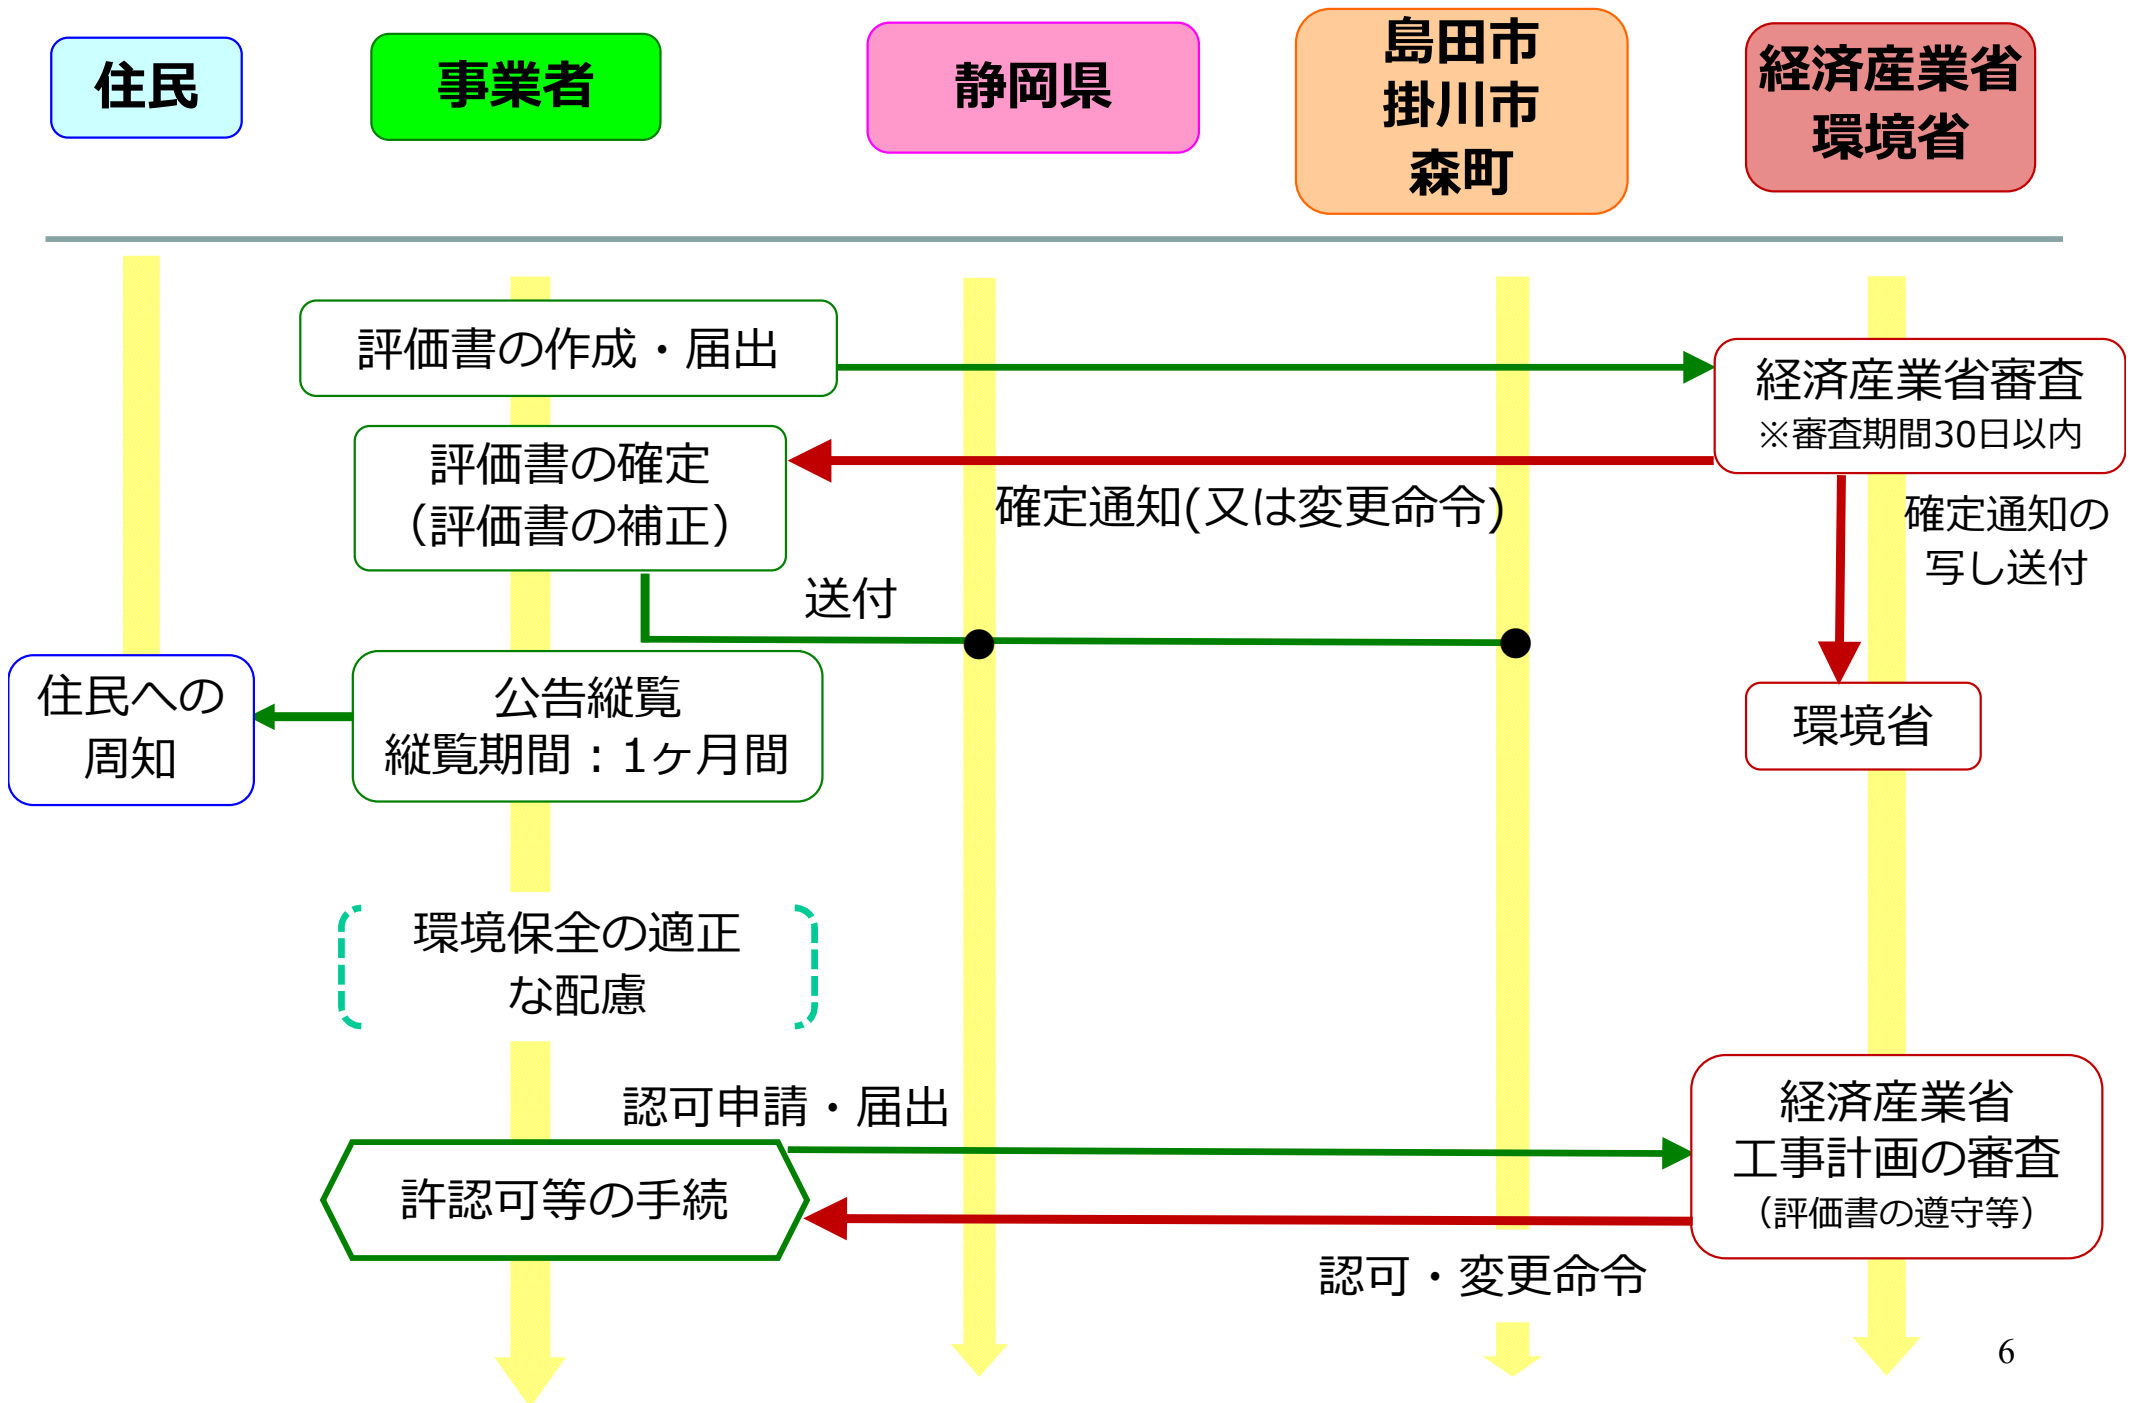 住民
事業者
静岡県
島田市
掛川市
森町
経済産業省
環境省
評価書の作成・届出
経済産業省審査
※審査期間30日以内
評価書の確定
（評価書の補正）
確定通知(又は変更命令)
確定通知の
写し送付
送付
住民への
周知
公告縦覧
縦覧期間：1ヶ月間
環境省
環境保全の適正
な配慮
認可申請・届出
許認可等の手続
経済産業省
工事計画の審査
（評価書の遵守等）
認可・変更命令
6